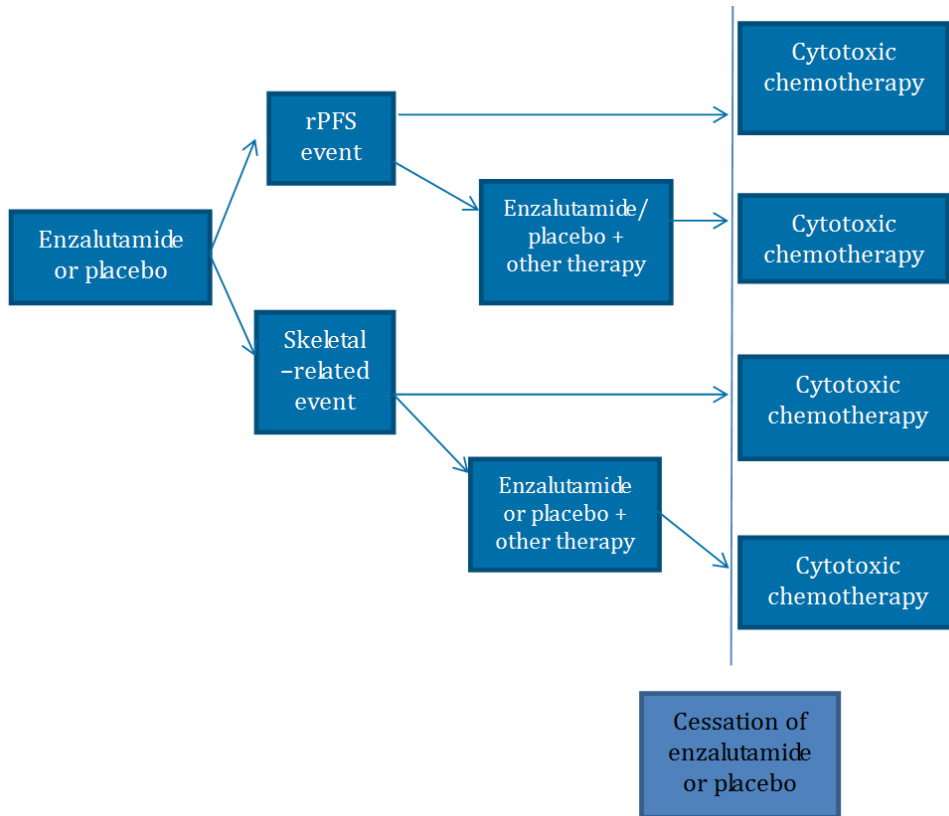 Cytotoxic
chemotherapy
rPFS
event
Enzalutamide/
placebo +
other therapy
Cytotoxic
chemotherapy
Enzalutamide
or placebo
Skeletal
–related
event
Cytotoxic
chemotherapy
Enzalutamide
or placebo +
other therapy
Cytotoxic
chemotherapy
Cessation of
enzalutamide
or placebo